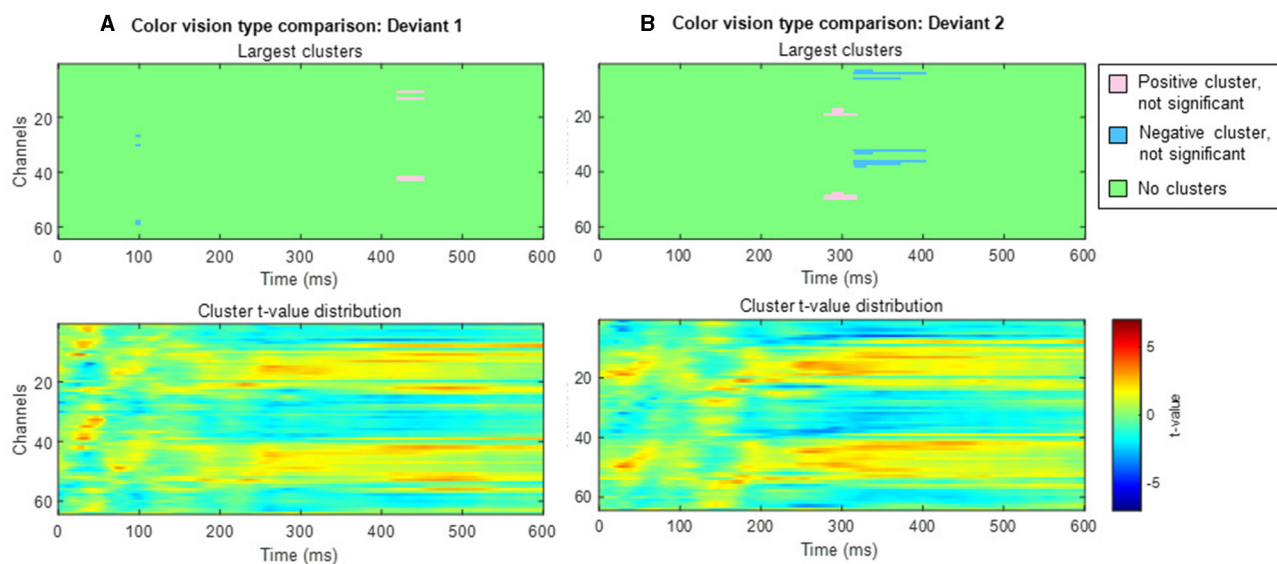 A Color vision type comparison: Deviant 1
Largest clusters
Channels
20
40
60
0 100 200 300 400 500 600
Time (ms)
Cluster t-value distribution
Channels
20
40
60
0 100 200 300 400 500 600
Time (ms)
B Color vision type comparison: Deviant 2
Largest clusters
20
40
60
0 100 200 300 400 500 600
Time (ms)
Cluster t-value distribution
20
40
60
0 100 200 300 400 500 600
Time (ms)
Positive cluster,
not significant
Negative cluster,
not significant
No clusters
5
0
-5
t-value